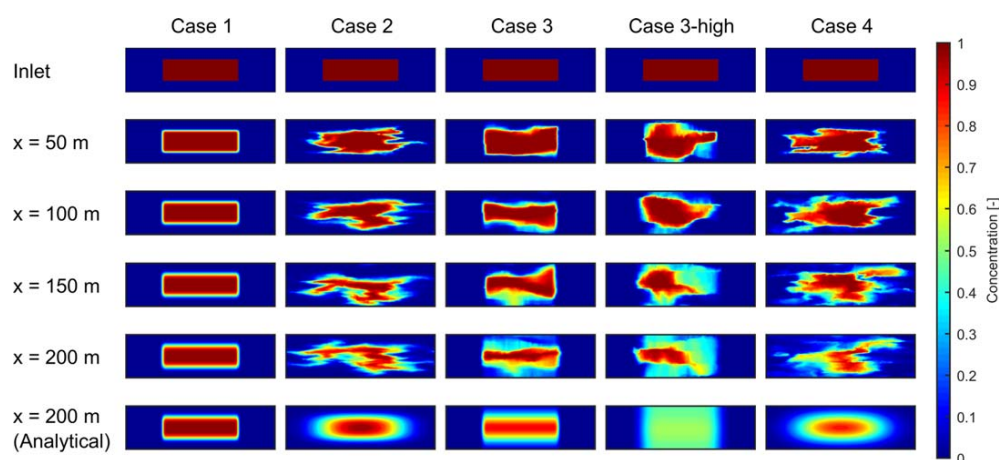 Case 1 Case 2 Case 3 Case 3-high Case 4
Inlet
x = 50 m
x = 100 m
x = 150 m
x = 200 m
x = 200 m
(Analytical)
1
0.9
0.8
0.7
0.6
0.5
0.4
0.3
0.2
0.1
0
Concentration [-]